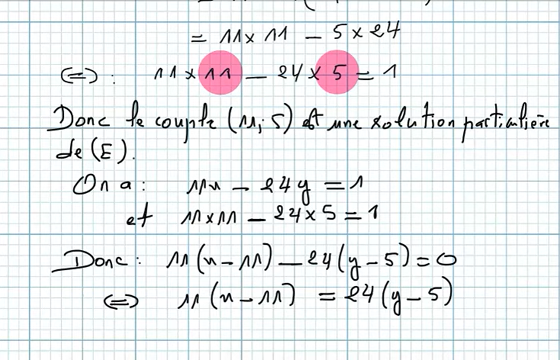 = 11 × 11 − 5 × 24
⟺ : 11 × 11 − 24 × 5 = 1
Donc le couple (11; 5) est une solution particulière
de (E).
On a : 11x − 24y = 1
et 11×11 − 24×5 = 1
Donc : 11(x − 11) − 24(y − 5) = 0
⟺ 11(x − 11) = 24(y − 5)